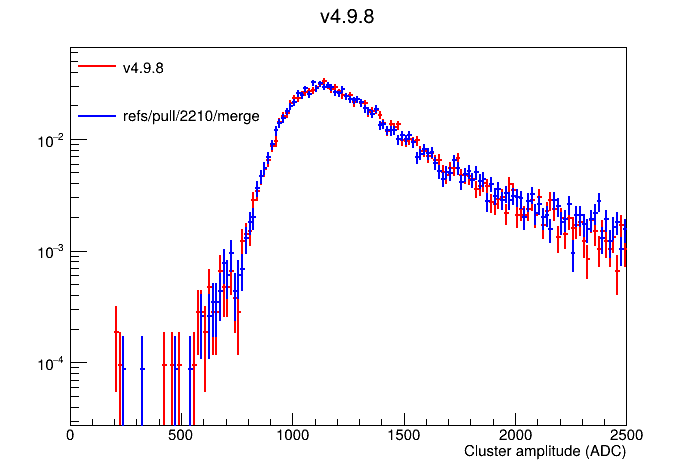 v4.9.8
v4.9.8
refs/pull/2210/merge
10⁻²
10⁻³
10⁻⁴
0 500 1000 1500 2000 2500
Cluster amplitude (ADC)